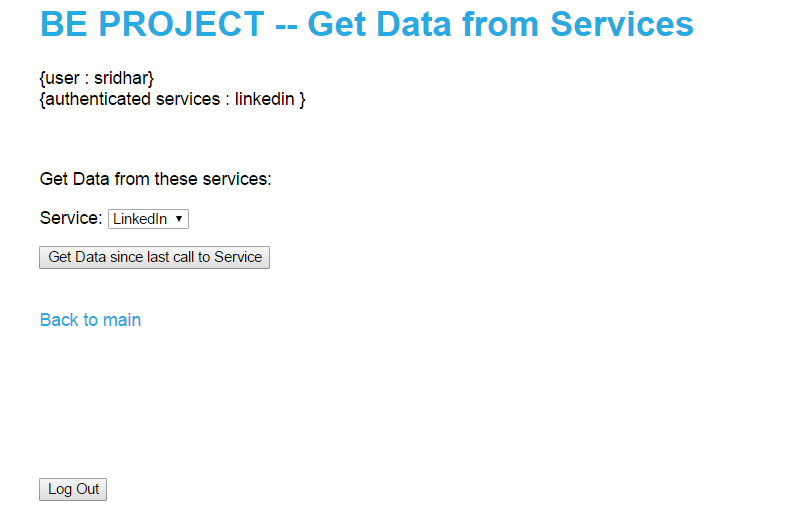 BE PROJECT -- Get Data from Services
{user : sridhar}
{authenticated services : linkedin }
Get Data from these services:
Service: LinkedIn ▼
Get Data since last call to Service
Back to main
Log Out